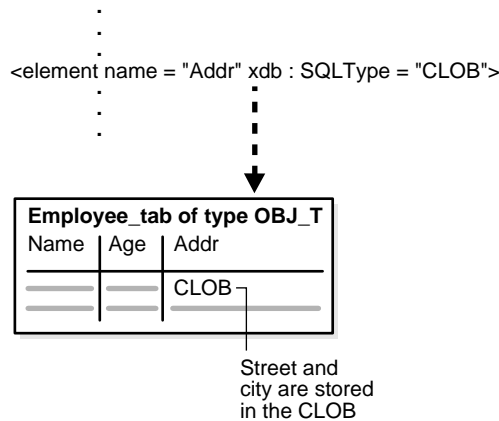 <element name = "Addr" xdb : SQLType = "CLOB">
Employee_tab of type OBJ_T
Name Age Addr
CLOB
Street and
city are stored
in the CLOB